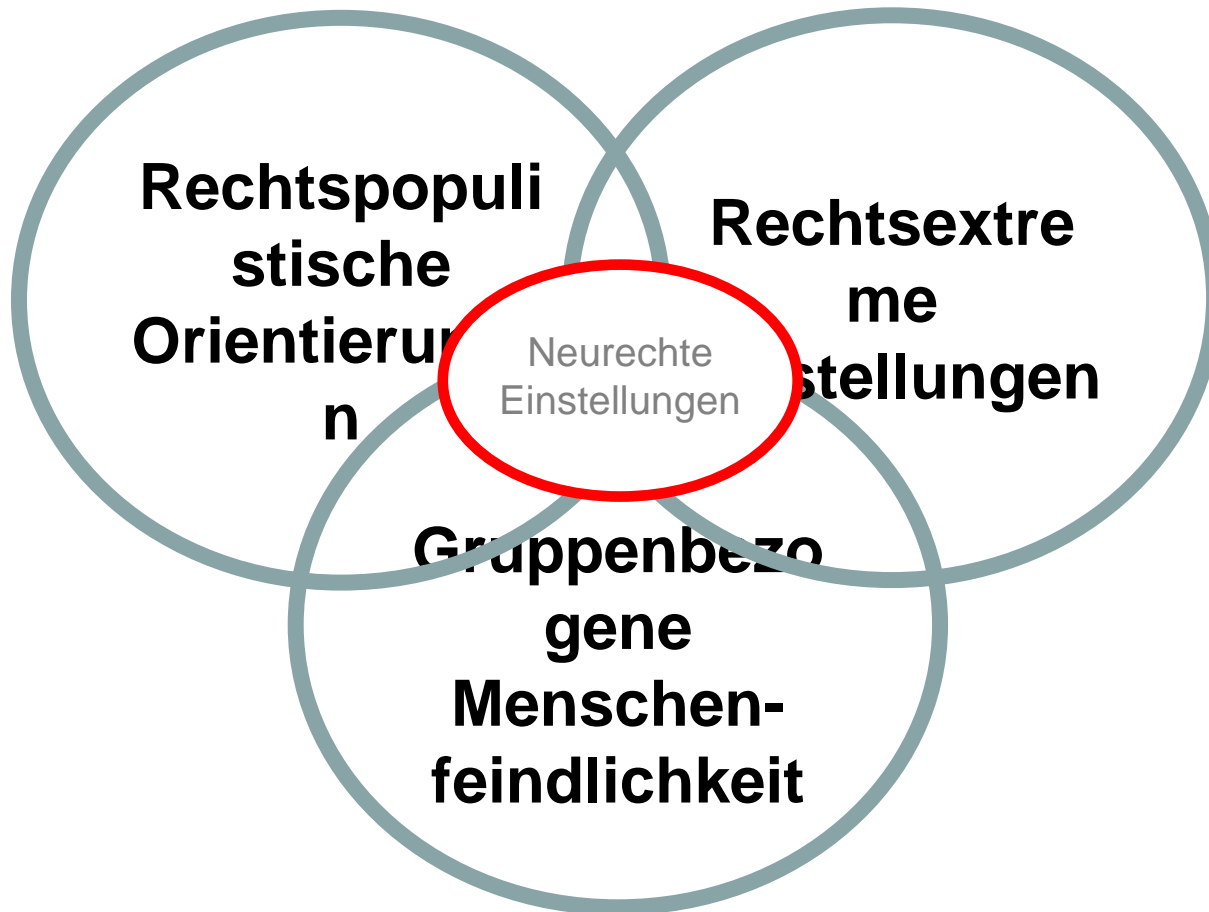 Rechtspopuli
stische
Orientieru
n
Rechtsextre
me
stellungen
Neurechte
Einstellungen
Gruppenbezo
gene
Menschen-
feindlichkeit